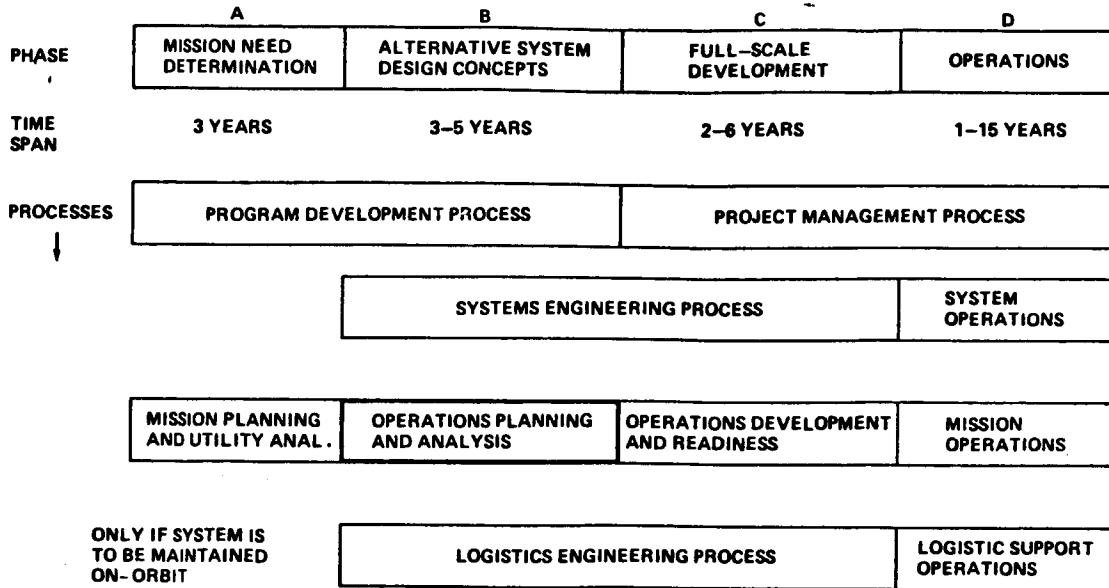 A B C D
PHASE
MISSION NEED
DETERMINATION
ALTERNATIVE SYSTEM
DESIGN CONCEPTS
FULL–SCALE
DEVELOPMENT
OPERATIONS
TIME
SPAN
3 YEARS
3–5 YEARS
2–6 YEARS
1–15 YEARS
PROCESSES
PROGRAM DEVELOPMENT PROCESS
PROJECT MANAGEMENT PROCESS
SYSTEMS ENGINEERING PROCESS
SYSTEM
OPERATIONS
MISSION PLANNING
AND UTILITY ANAL.
OPERATIONS PLANNING
AND ANALYSIS
OPERATIONS DEVELOPMENT
AND READINESS
MISSION
OPERATIONS
ONLY IF SYSTEM IS
TO BE MAINTAINED
ON-ORBIT
LOGISTICS ENGINEERING PROCESS
LOGISTIC SUPPORT
OPERATIONS